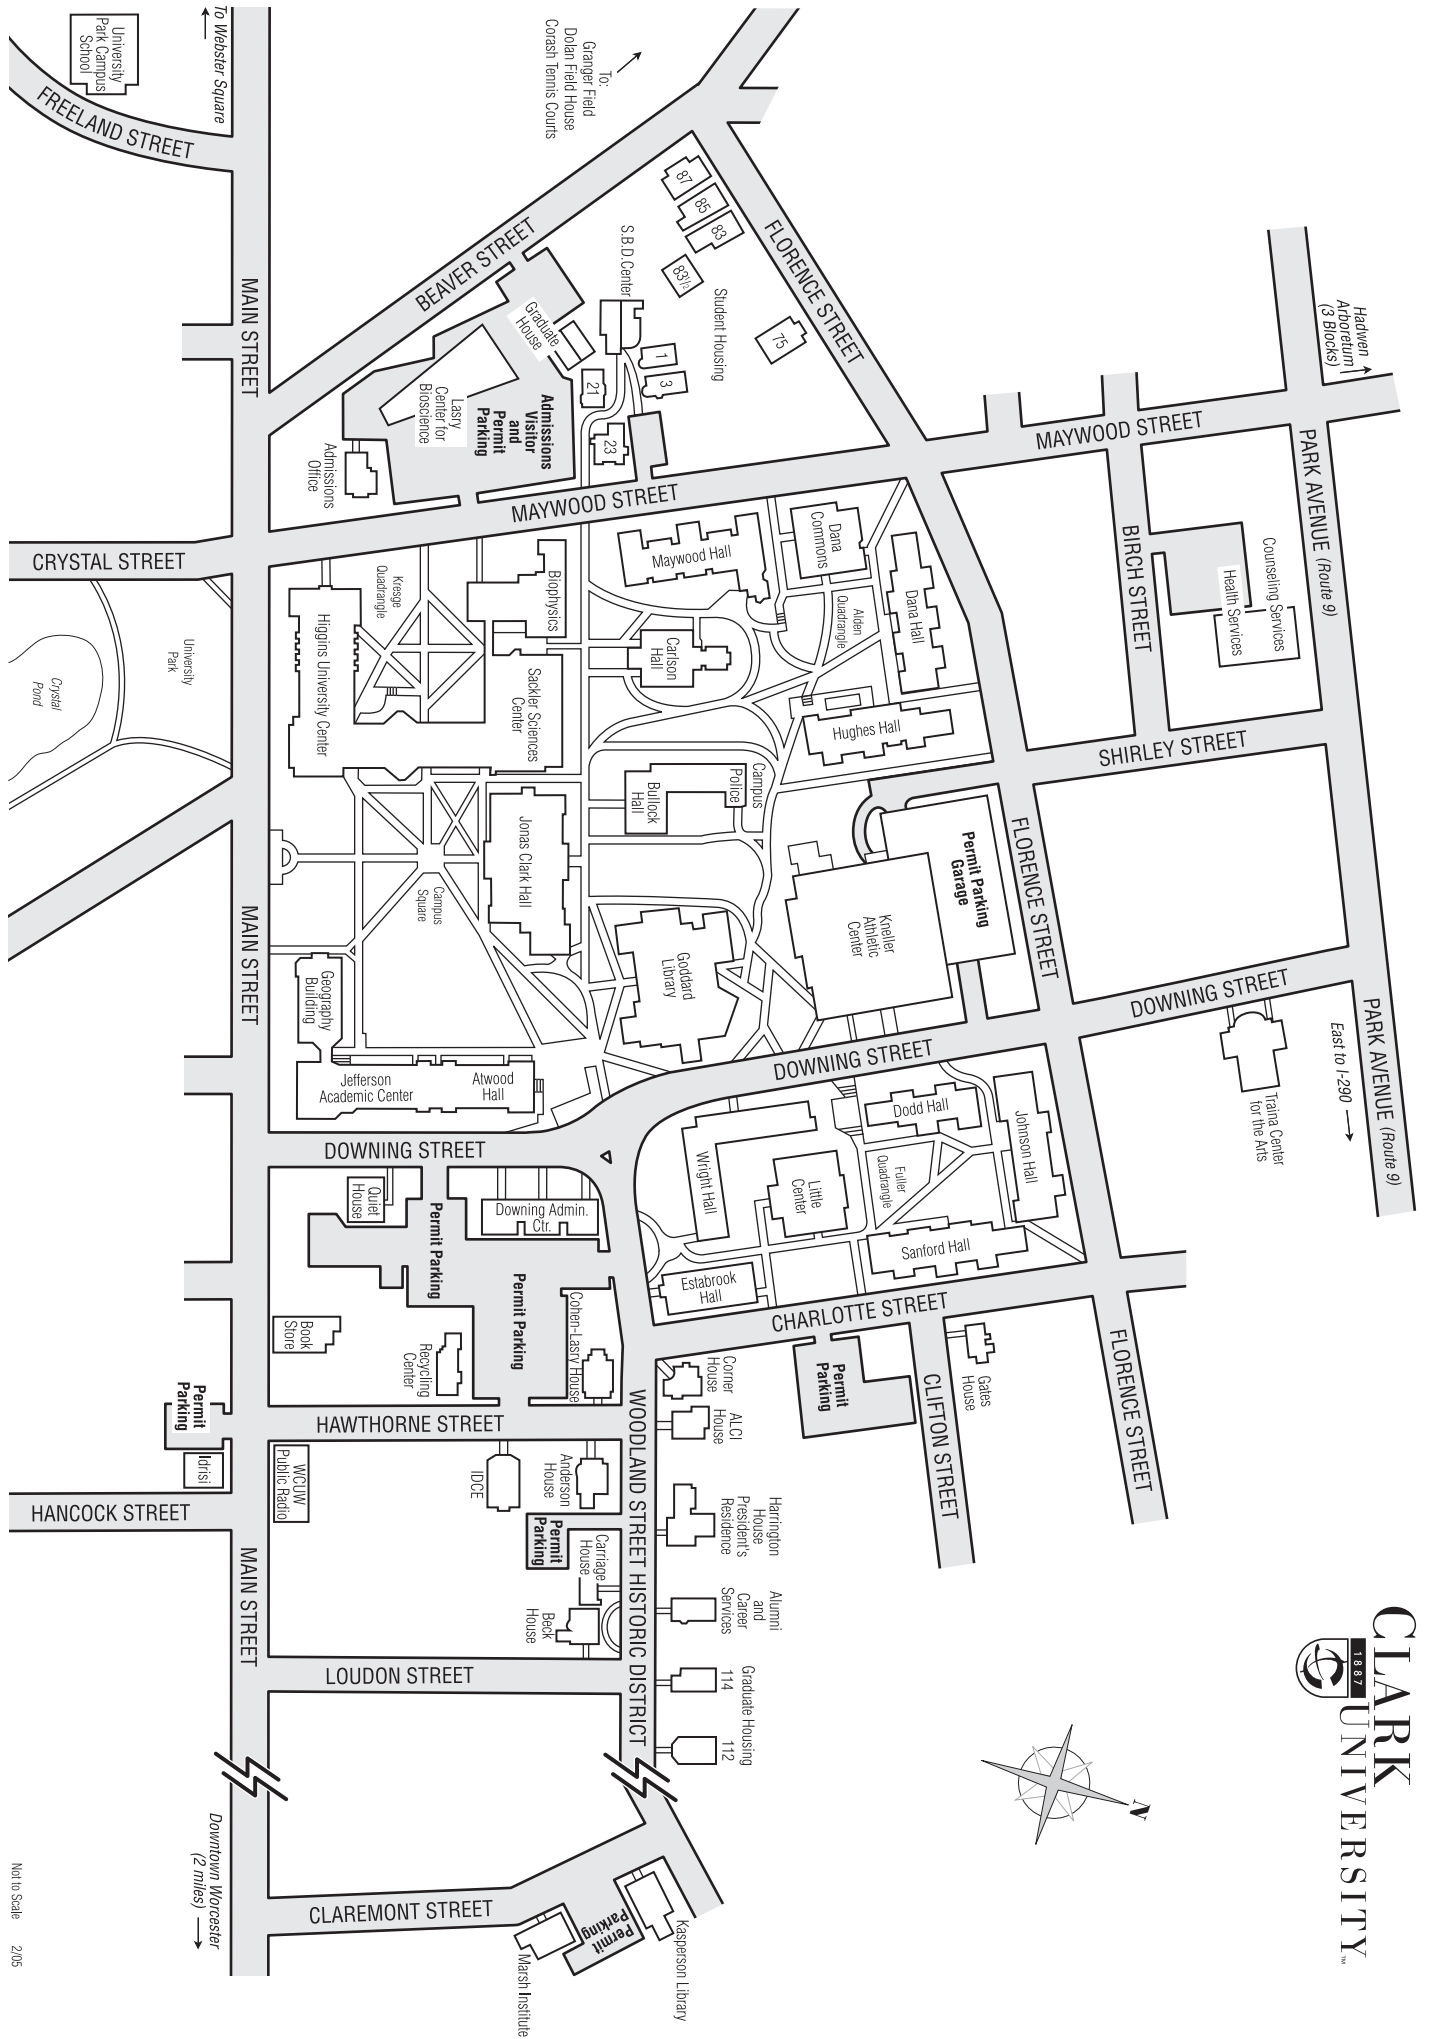 CLARK
1887
UNIVERSITY™
N
Hadwen
Arboretum
(3 Blocks)
PARK AVENUE (Route 9)
PARK AVENUE (Route 9)
East to I-290
Counseling Services
Health Services
BIRCH STREET
MAYWOOD STREET
SHIRLEY STREET
DOWNING STREET
Traina Center
for the Arts
FLORENCE STREET
FLORENCE STREET
FLORENCE STREET
CLIFTON STREET
Gates
House
CHARLOTTE STREET
Permit
Parking
87
85
83
83½
75
Student Housing
S.B.D.Center
1
3
21
23
Graduate
House
To:
Granger Field
Dolan Field House
Corash Tennis Courts
BEAVER STREET
Lasry
Center for
Bioscience
Admissions
Visitor
and
Permit
Parking
Admissions
Office
MAYWOOD STREET
Dana
Commons
Dana Hall
Alden
Quadrangle
Maywood Hall
Hughes Hall
Carlson
Hall
Biophysics
Kresge
Quadrangle
Higgins University Center
Sackler Sciences
Center
Campus
Police
Bullock
Hall
Jonas Clark Hall
Campus
Square
Permit Parking
Garage
Kneller
Athletic
Center
Goddard
Library
Geography
Building
Jefferson
Academic Center
Atwood
Hall
DOWNING STREET
DOWNING STREET
Dodd Hall
Johnson Hall
Fuller
Quadrangle
Little
Center
Wright Hall
Sanford Hall
Estabrook
Hall
Quiet
House
Downing Admin.
Ctr.
Permit Parking
Permit Parking
Cohen-Lasry House
Book
Store
Recycling
Center
HAWTHORNE STREET
Corner
House
ALCI
House
Harrington
House
President's
Residence
Alumni
and
Career
Services
Graduate Housing
114
112
WOODLAND STREET HISTORIC DISTRICT
WCUW
Public Radio
IDCE
Anderson
House
Permit
Parking
Carriage
House
Beck
House
LOUDON STREET
CLAREMONT STREET
Permit
Parking
Kasperson Library
Marsh Institute
MAIN STREET
MAIN STREET
MAIN STREET
To Webster Square
University
Park Campus
School
FREELAND STREET
CRYSTAL STREET
University
Park
Crystal
Pond
Permit
Parking
Idrisi
HANCOCK STREET
Downtown Worcester
(2 miles)
Not to Scale 2/05